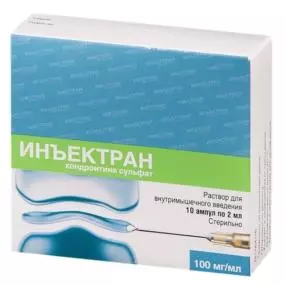 ИНЪЕКТРАН
хондроитина сульфат
Раствор для
внутримышечного введения
10 ампул по 2 мл
Стерильно
100 мг/мл